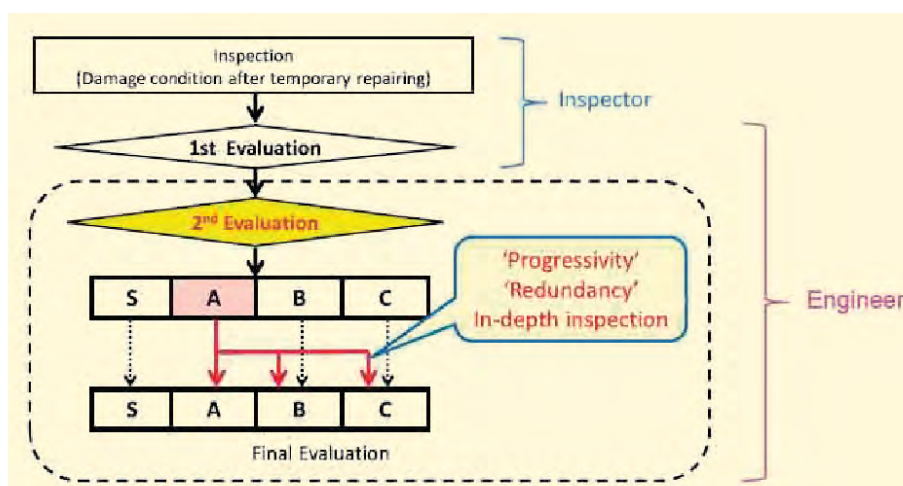 Inspection
(Damage condition after temporary repairing)
Inspector
1st Evaluation
2nd Evaluation
'Progressivity'
'Redundancy'
In-depth inspection
S A B C
Engineer
S A B C
Final Evaluation